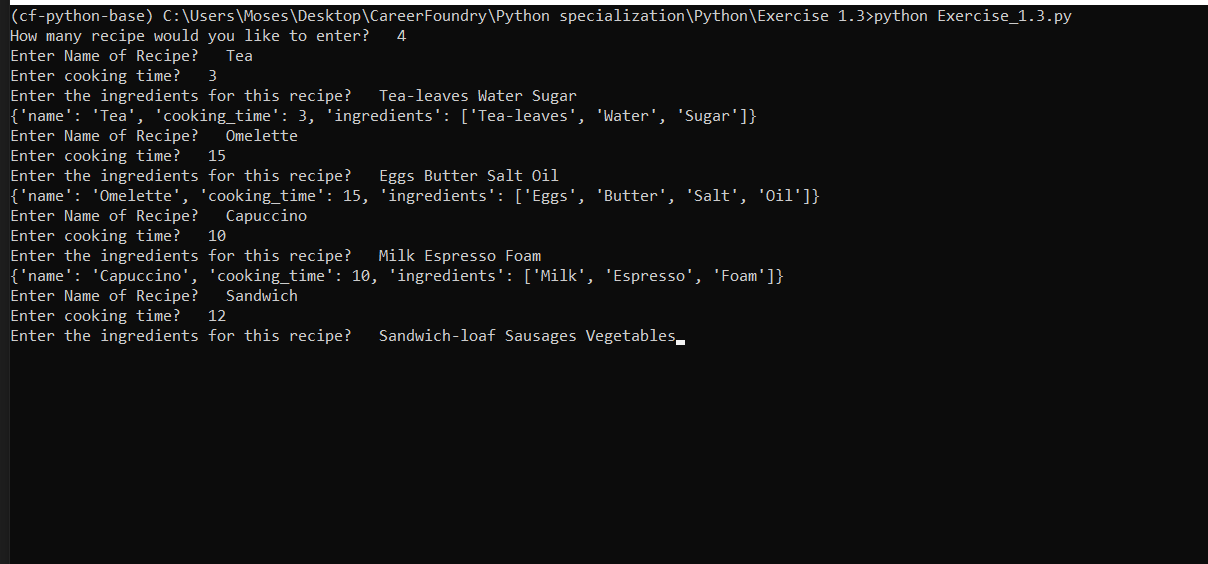 (cf-python-base) C:\Users\Moses\Desktop\CareerFoundry\Python specialization\Python\Exercise 1.3>python Exercise_1.3.py
How many recipe would you like to enter?   4
Enter Name of Recipe?   Tea
Enter cooking time?   3
Enter the ingredients for this recipe?   Tea-leaves Water Sugar
{'name': 'Tea', 'cooking_time': 3, 'ingredients': ['Tea-leaves', 'Water', 'Sugar']}
Enter Name of Recipe?   Omelette
Enter cooking time?   15
Enter the ingredients for this recipe?   Eggs Butter Salt Oil
{'name': 'Omelette', 'cooking_time': 15, 'ingredients': ['Eggs', 'Butter', 'Salt', 'Oil']}
Enter Name of Recipe?   Capuccino
Enter cooking time?   10
Enter the ingredients for this recipe?   Milk Espresso Foam
{'name': 'Capuccino', 'cooking_time': 10, 'ingredients': ['Milk', 'Espresso', 'Foam']}
Enter Name of Recipe?   Sandwich
Enter cooking time?   12
Enter the ingredients for this recipe?   Sandwich-loaf Sausages Vegetables